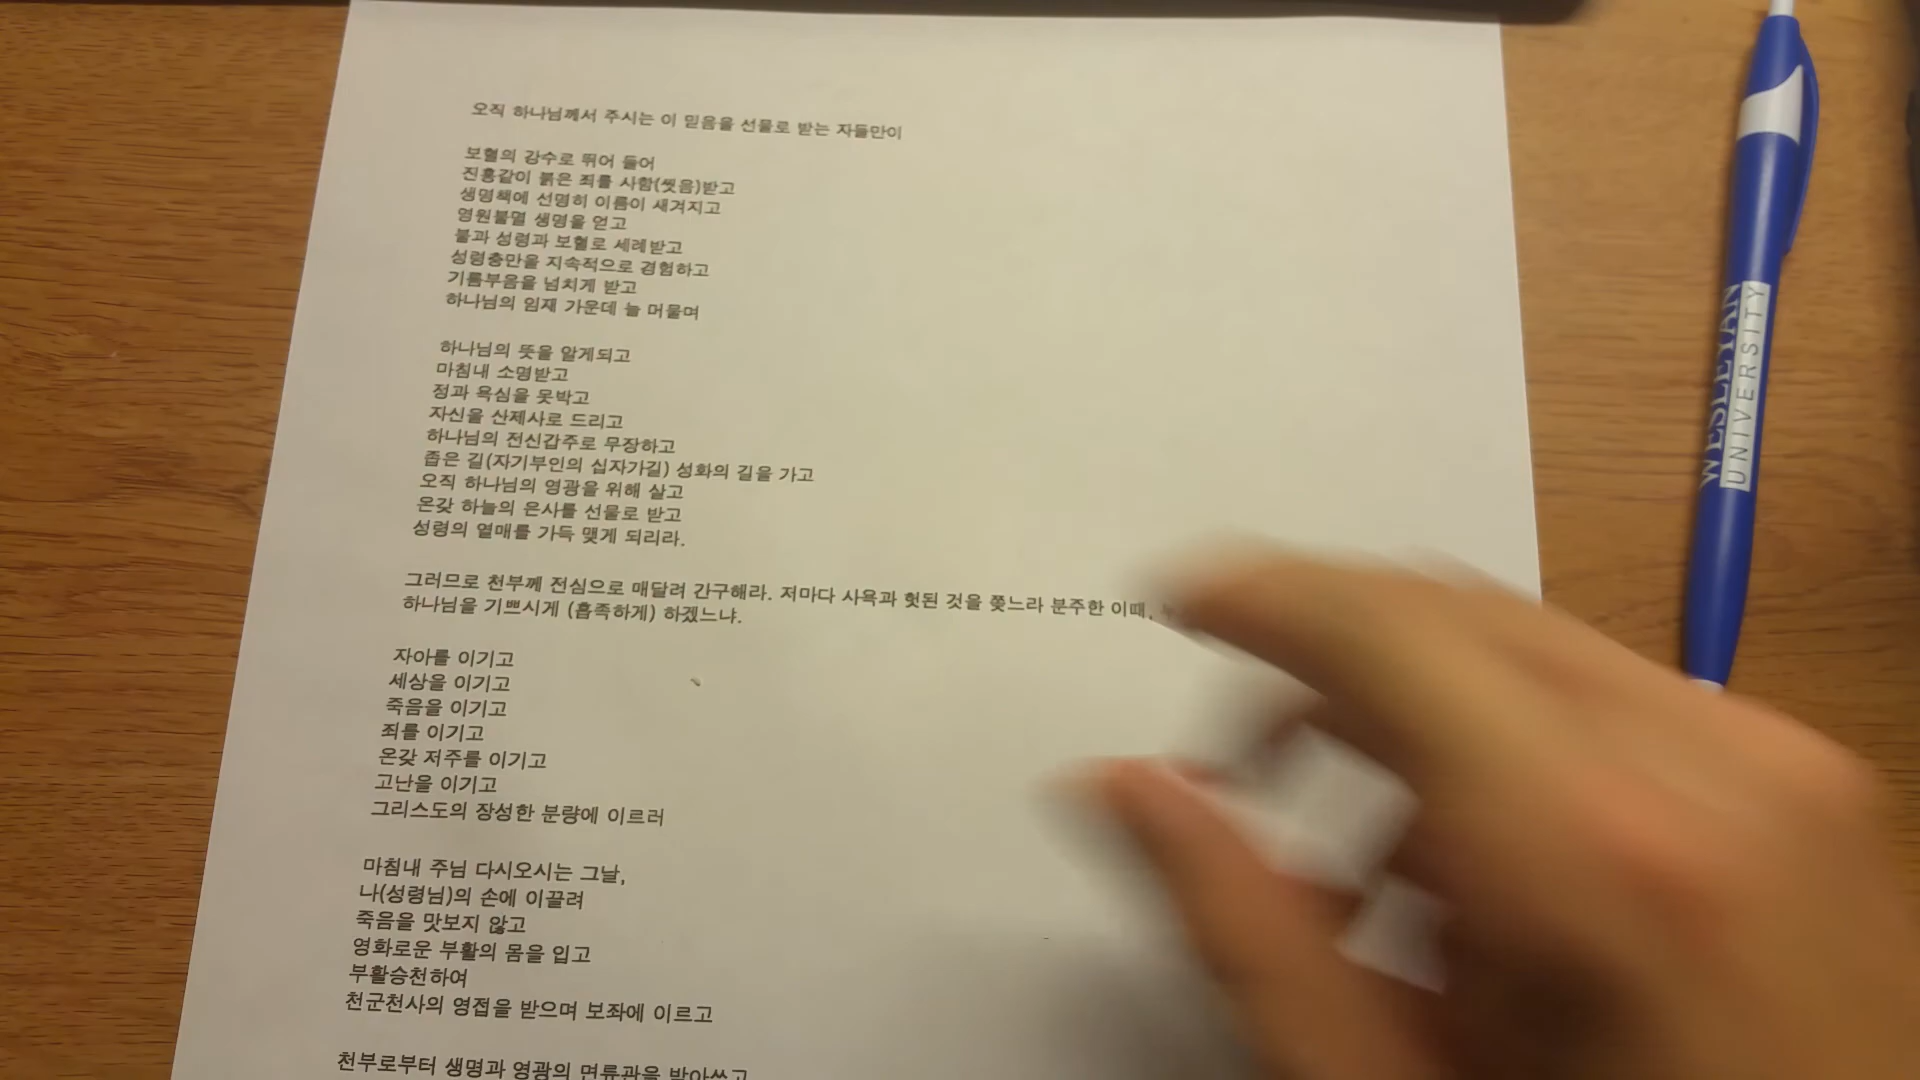 오직 하나님께서 주시는 이 믿음을 선물로 받는 자들만이
보혈의 강수로 뛰어 들어
진홍같이 붉은 죄를 사함(씻음)받고
생명책에 선명히 이름이 새겨지고
영원불멸 생명을 얻고
불과 성령과 보혈로 세례받고
성령충만을 지속적으로 경험하고
기름부음을 넘치게 받고
하나님의 임재 가운데 늘 머물며
하나님의 뜻을 알게되고
마침내 소명받고
정과 욕심을 못박고
자신을 산제사로 드리고
하나님의 전신갑주로 무장하고
좁은 길(자기부인의 십자가길) 성화의 길을 가고
오직 하나님의 영광을 위해 살고
온갖 하늘의 은사를 선물로 받고
성령의 열매를 가득 맺게 되리라.
그러므로 천부께 전심으로 매달려 간구해라. 저마다 사욕과 헛된 것을 쫒느라 분주한 이때,
하나님을 기쁘시게 (흡족하게) 하겠느냐.
자아를 이기고
세상을 이기고
죽음을 이기고
죄를 이기고
온갖 저주를 이기고
고난을 이기고
그리스도의 장성한 분량에 이르러
마침내 주님 다시오시는 그날,
나(성령님)의 손에 이끌려
죽음을 맛보지 않고
영화로운 부활의 몸을 입고
부활승천하여
천군천사의 영접을 받으며 보좌에 이르고
천부로부터 생명과 영광의 면류관을 받아쓰고
WESLEYAN
UNIVERSITY